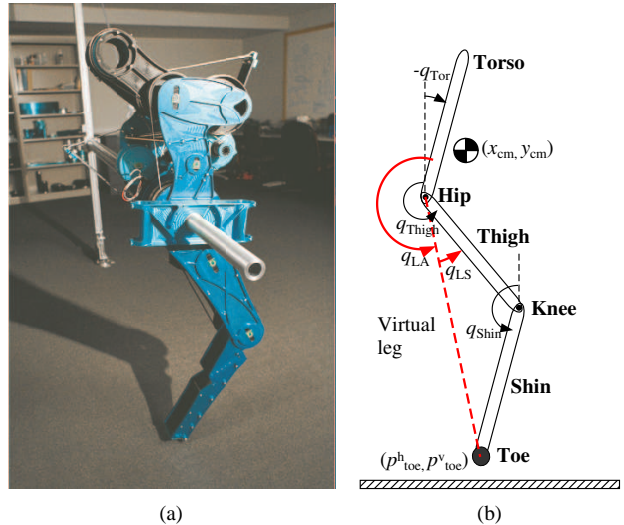 -qTor
Torso
(xcm, ycm)
Hip
qThigh
Thigh
qLA
qLS
Knee
qShin
Virtual
leg
Shin
Toe
(phtoe, pvtoe)
(a)
(b)